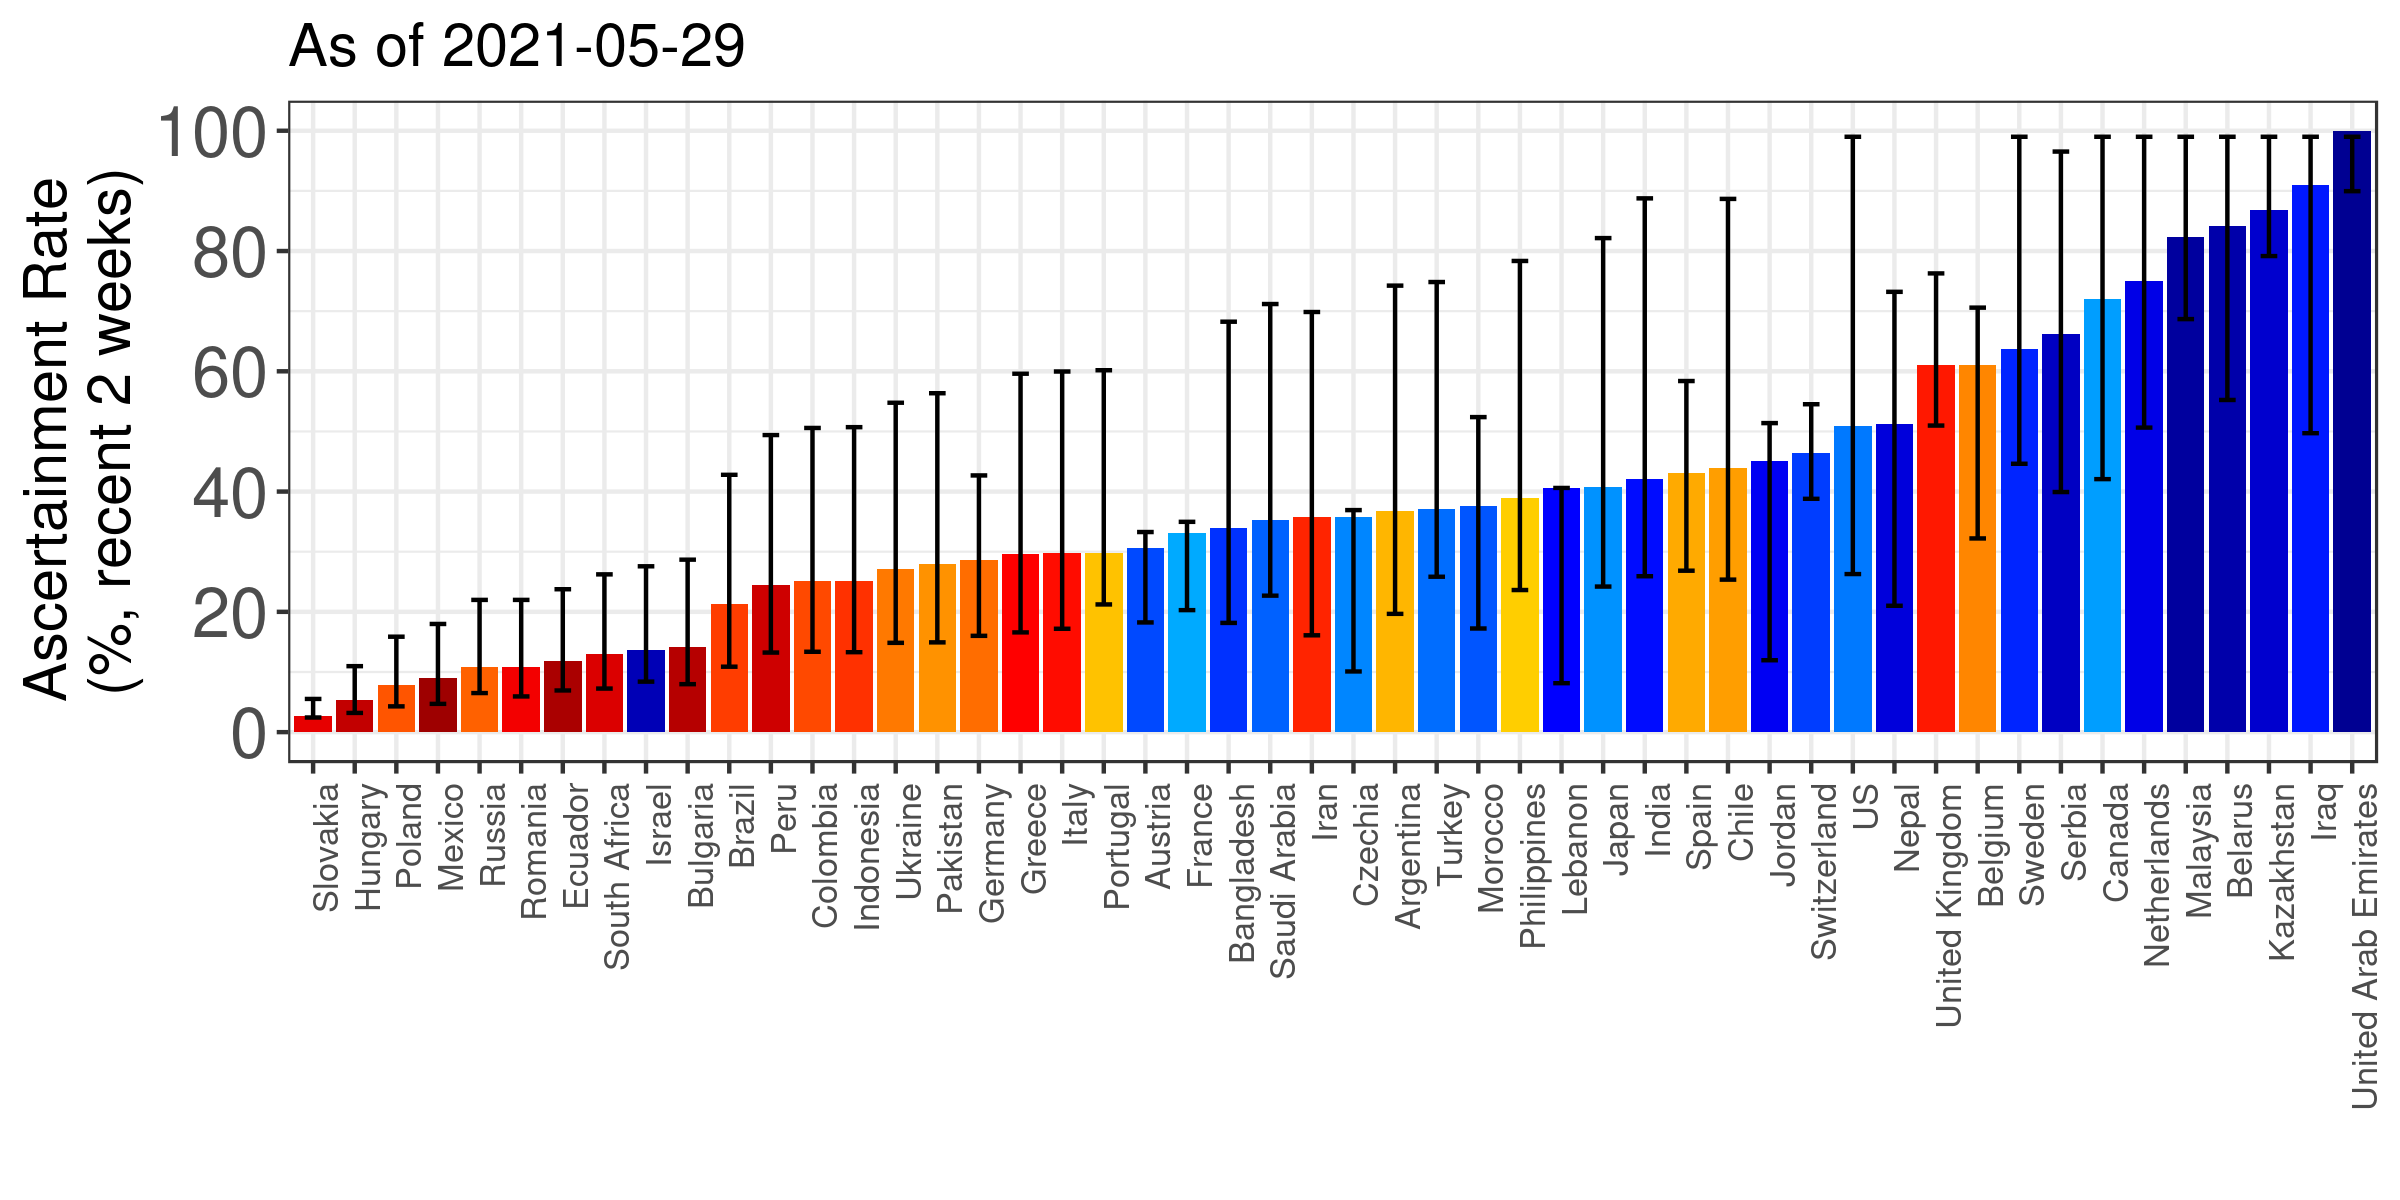 As of 2021-05-29
Ascertainment Rate
(%, recent 2 weeks)
100
80
60
40
20
0
Slovakia
Hungary
Poland
Mexico
Russia
Romania
Ecuador
South Africa
Israel
Bulgaria
Brazil
Peru
Colombia
Indonesia
Ukraine
Pakistan
Germany
Greece
Italy
Portugal
Austria
France
Bangladesh
Saudi Arabia
Iran
Czechia
Argentina
Turkey
Morocco
Philippines
Lebanon
Japan
India
Spain
Chile
Jordan
Switzerland
US
Nepal
United Kingdom
Belgium
Sweden
Serbia
Canada
Netherlands
Malaysia
Belarus
Kazakhstan
Iraq
United Arab Emirates